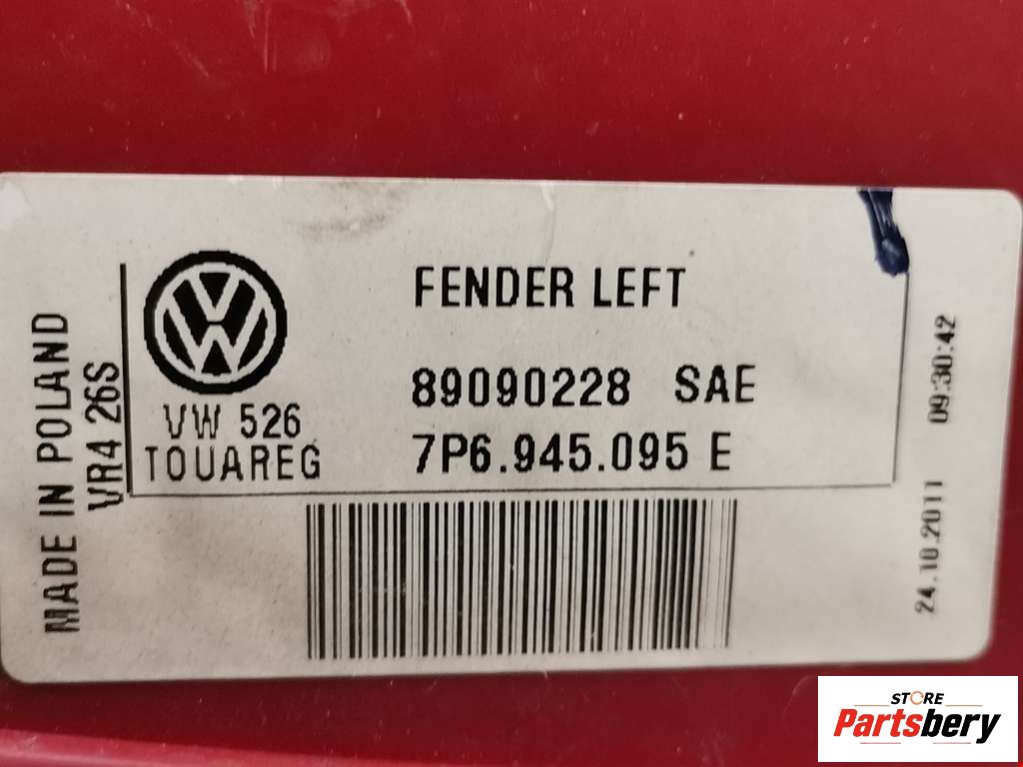 MADE IN POLAND
VR4 26S
VW 526
TOUAREG
FENDER LEFT
89090228 SAE
7P6.945.095 E
24.10.2011 09:30:42
STORE
Partsbery